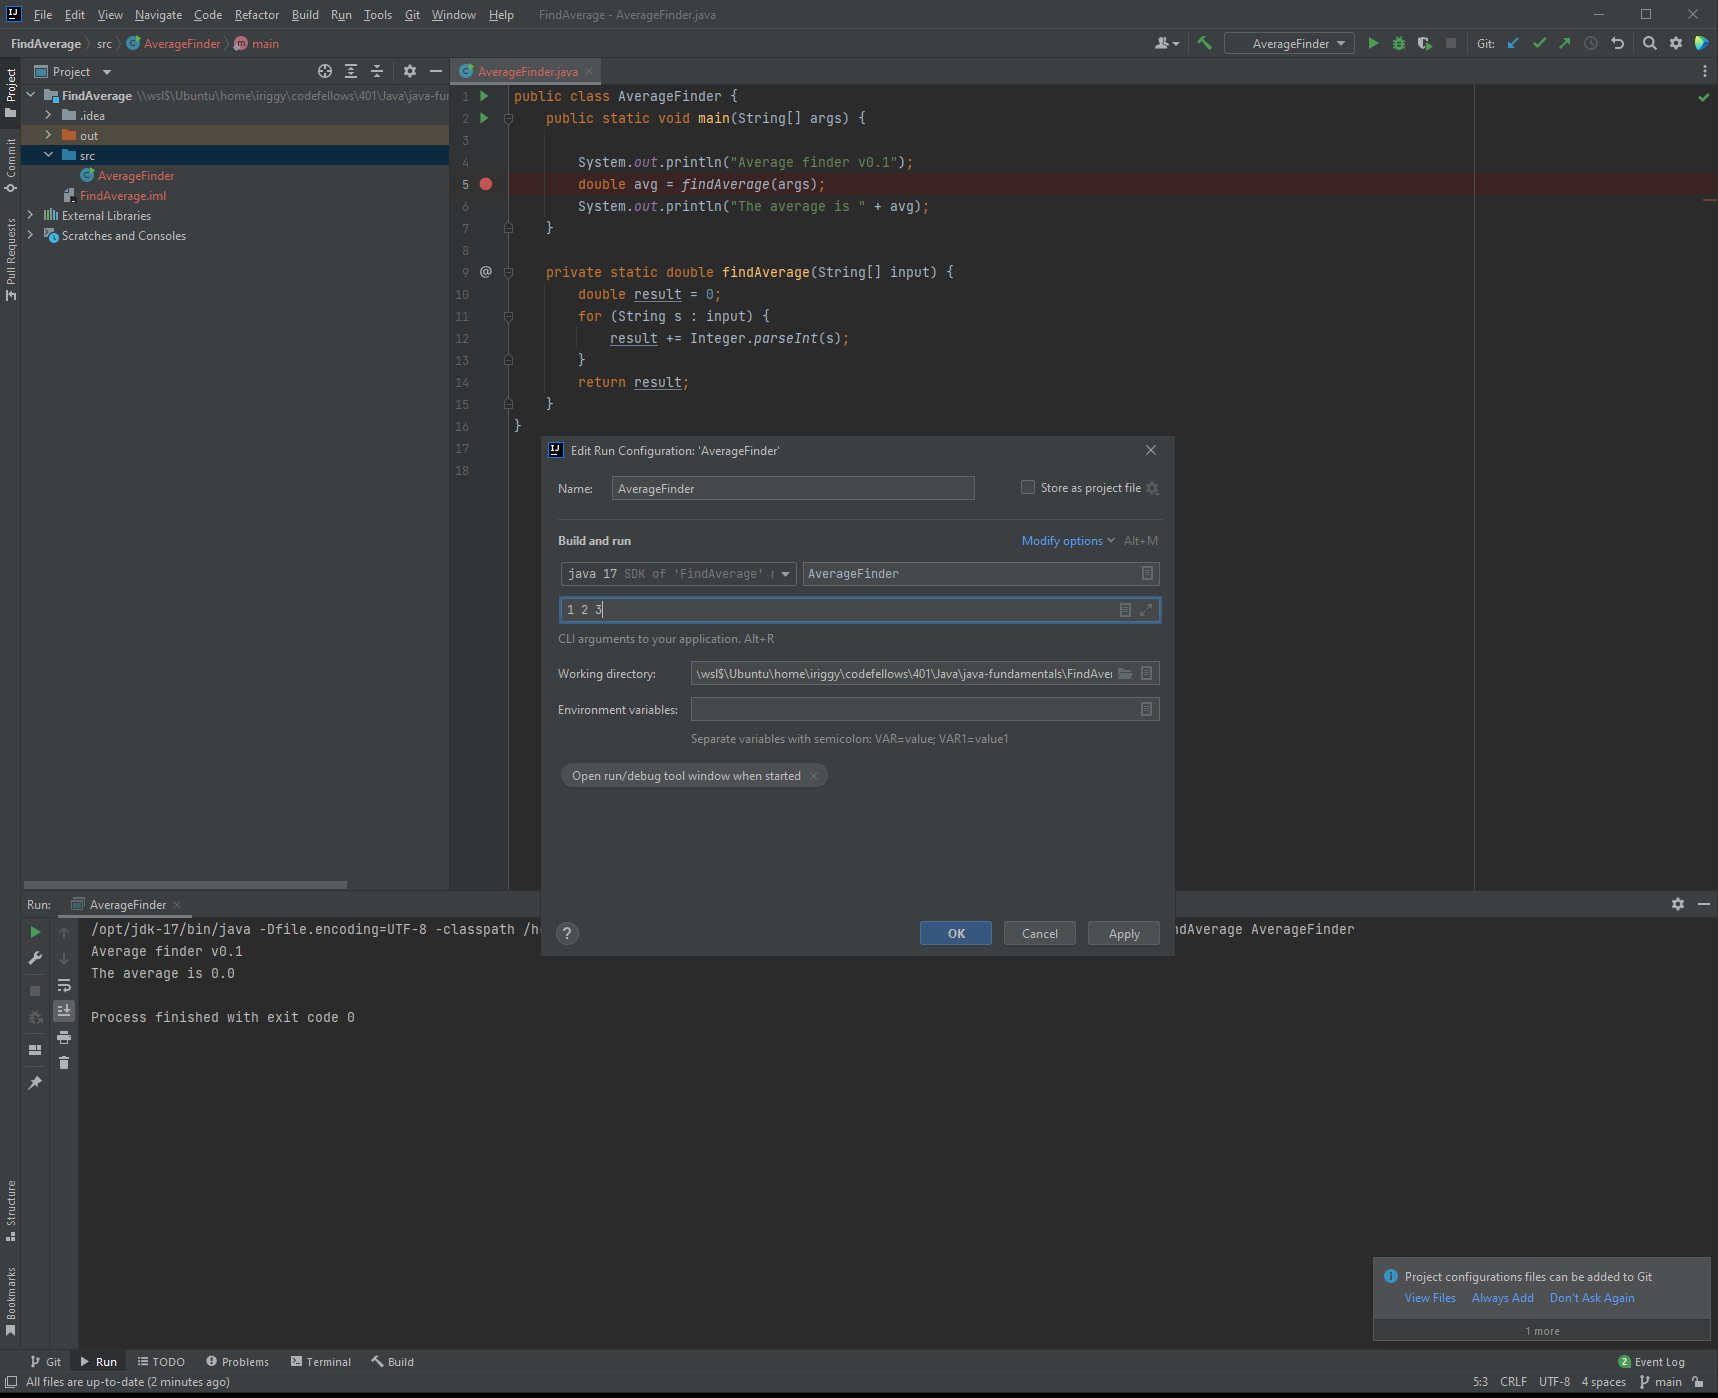 File Edit View Navigate Code Refactor Build Run Tools Git Window Help FindAverage - AverageFinder.java
FindAverage src AverageFinder main
AverageFinder Git:
Project
AverageFinder.java
Project
Commit
Pull Requests
FindAverage \\wsl$\Ubuntu\home\iriggy\codefellows\401\Java\java-fu
.idea
out
src
AverageFinder
FindAverage.iml
External Libraries
Scratches and Consoles
1 public class AverageFinder {
2 public static void main(String[] args) {
3
4 System.out.println("Average finder v0.1");
5 double avg = findAverage(args);
6 System.out.println("The average is " + avg);
7 }
8
9 @ private static double findAverage(String[] input) {
10 double result = 0;
11 for (String s : input) {
12 result += Integer.parseInt(s);
13 }
14 return result;
15 }
16 }
17
18
Edit Run Configuration: 'AverageFinder'
Name: AverageFinder Store as project file
Build and run Modify options Alt+M
java 17 SDK of 'FindAverage' AverageFinder
1 2 3
CLI arguments to your application. Alt+R
Working directory: \wsl$\Ubuntu\home\iriggy\codefellows\401\Java\java-fundamentals\FindAver
Environment variables:
Separate variables with semicolon: VAR=value; VAR1=value1
Open run/debug tool window when started
? OK Cancel Apply
Run: AverageFinder
/opt/jdk-17/bin/java -Dfile.encoding=UTF-8 -classpath /h dAverage AverageFinder
Average finder v0.1
The average is 0.0
Process finished with exit code 0
Structure
Bookmarks
Project configurations files can be added to Git
View Files Always Add Don't Ask Again
1 more
Git Run TODO Problems Terminal Build 2 Event Log
All files are up-to-date (2 minutes ago) 5:3 CRLF UTF-8 4 spaces main